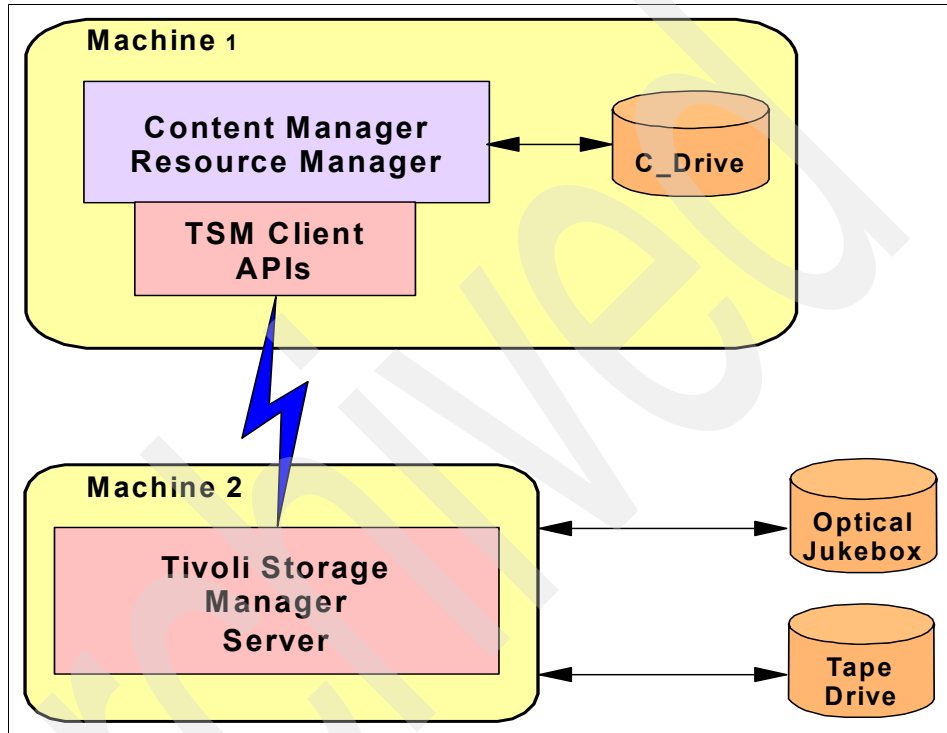 Machine 1
Content Manager
Resource Manager
C_Drive
TSM Client
APIs
Machine 2
Tivoli Storage
Manager
Server
Optical
Jukebox
Tape
Drive
rchived